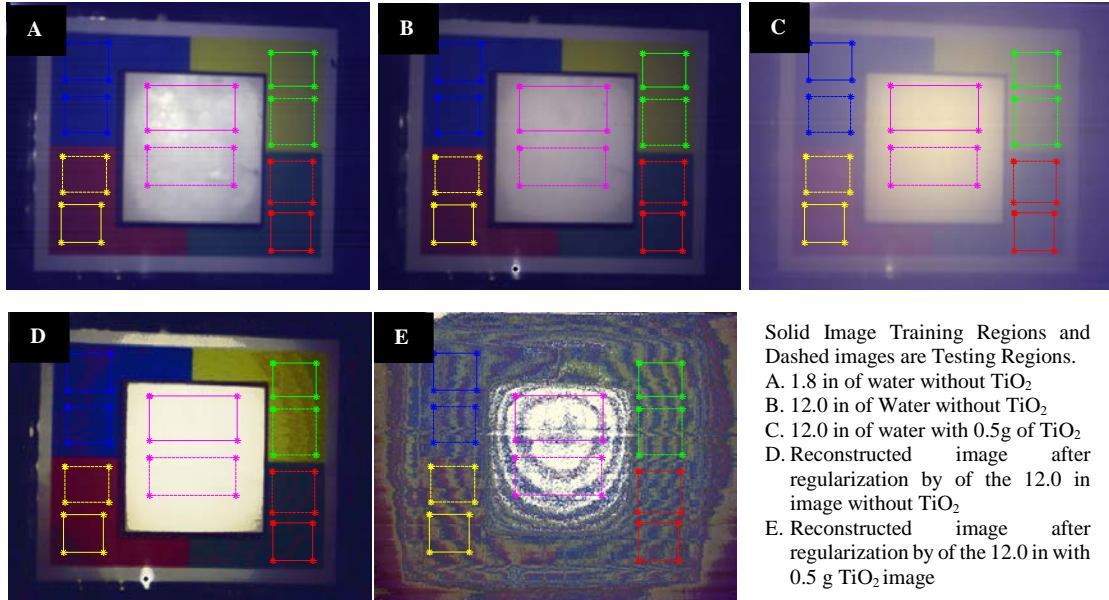 A
B
C
D
E
Solid Image Training Regions and
Dashed images are Testing Regions.
A. 1.8 in of water without TiO₂
B. 12.0 in of Water without TiO₂
C. 12.0 in of water with 0.5g of TiO₂
D. Reconstructed image after
regularization by of the 12.0 in
image without TiO₂
E. Reconstructed image after
regularization by of the 12.0 in with
0.5 g TiO₂ image